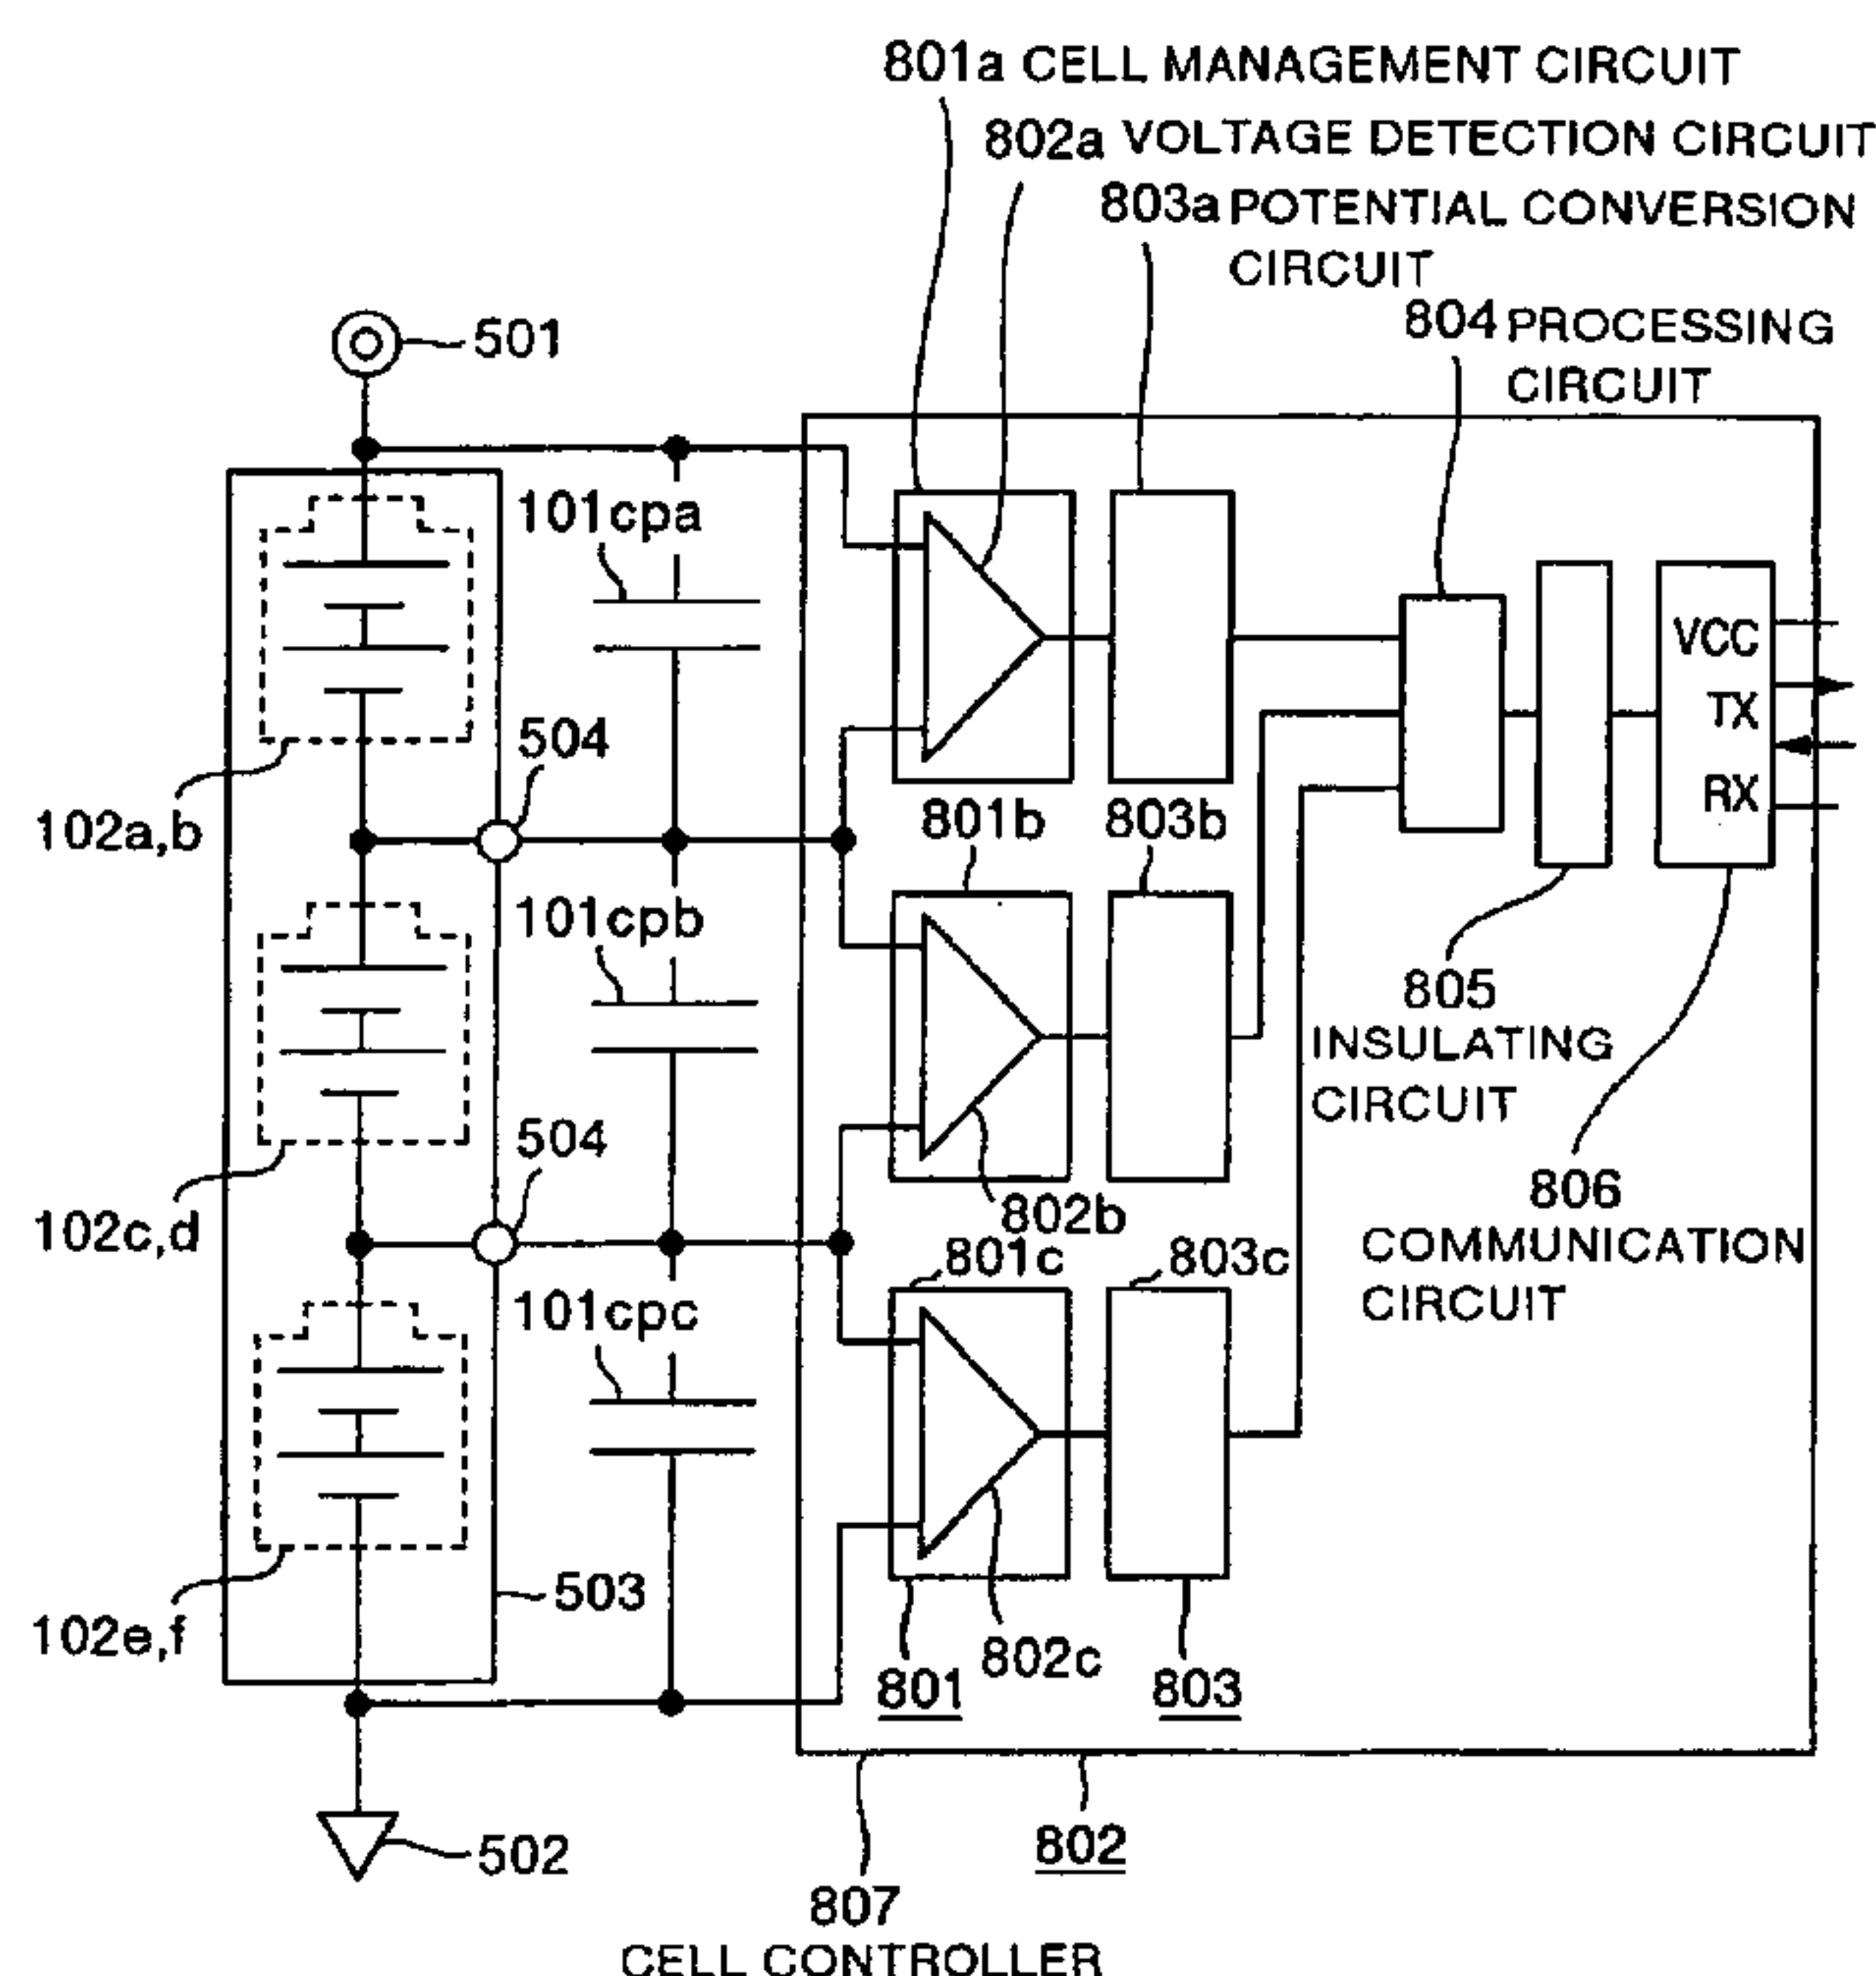 801a CELL MANAGEMENT CIRCUIT
802a VOLTAGE DETECTION CIRCUIT
803a POTENTIAL CONVERSION
CIRCUIT
804 PROCESSING
CIRCUIT
501
101cpa
VCC
TX
RX
504
102a,b
801b
803b
101cpb
805
INSULATING
CIRCUIT
504
802b
806
COMMUNICATION
CIRCUIT
102c,d
801c
803c
101cpc
503
102e,f
802c
801
803
502
802
807
CELL CONTROLLER